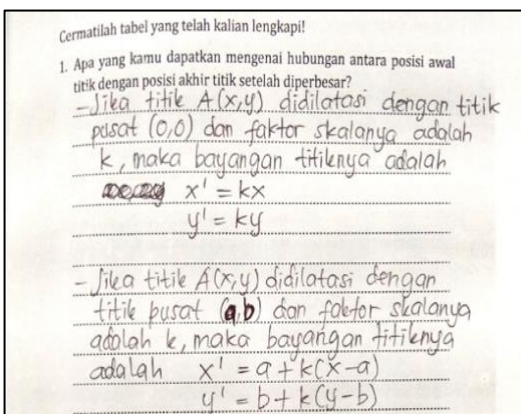 Cermatilah tabel yang telah kalian lengkapi!
1. Apa yang kamu dapatkan mengenai hubungan antara posisi awal
titik dengan posisi akhir titik setelah diperbesar?
- Jika titik A(x,y) didilatasi dengan titik
pusat (0,0) dan faktor skalanya adalah
k, maka bayangan titiknya adalah
x' = kx
y' = ky
- Jika titik A(x,y) didilatasi dengan
titik pusat (a,b) dan faktor skalanya
adalah k, maka bayangan titiknya
adalah x' = a + k(x-a)
y' = b + k(y-b)